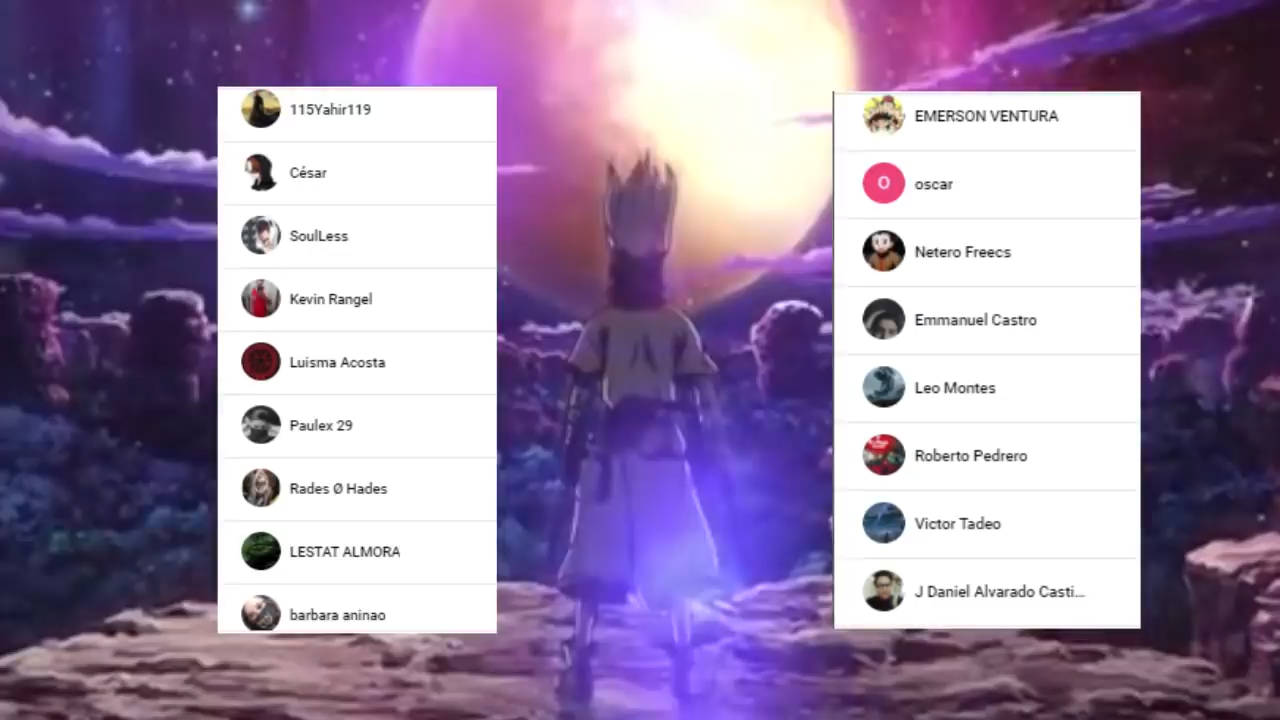 115Yahir119
César
SoulLess
Kevin Rangel
Luisma Acosta
Paulex 29
Rades Ø Hades
LESTAT ALMORA
barbara aninao
EMERSON VENTURA
O
oscar
Netero Freecs
Emmanuel Castro
Leo Montes
Roberto Pedrero
Victor Tadeo
J Daniel Alvarado Casti...